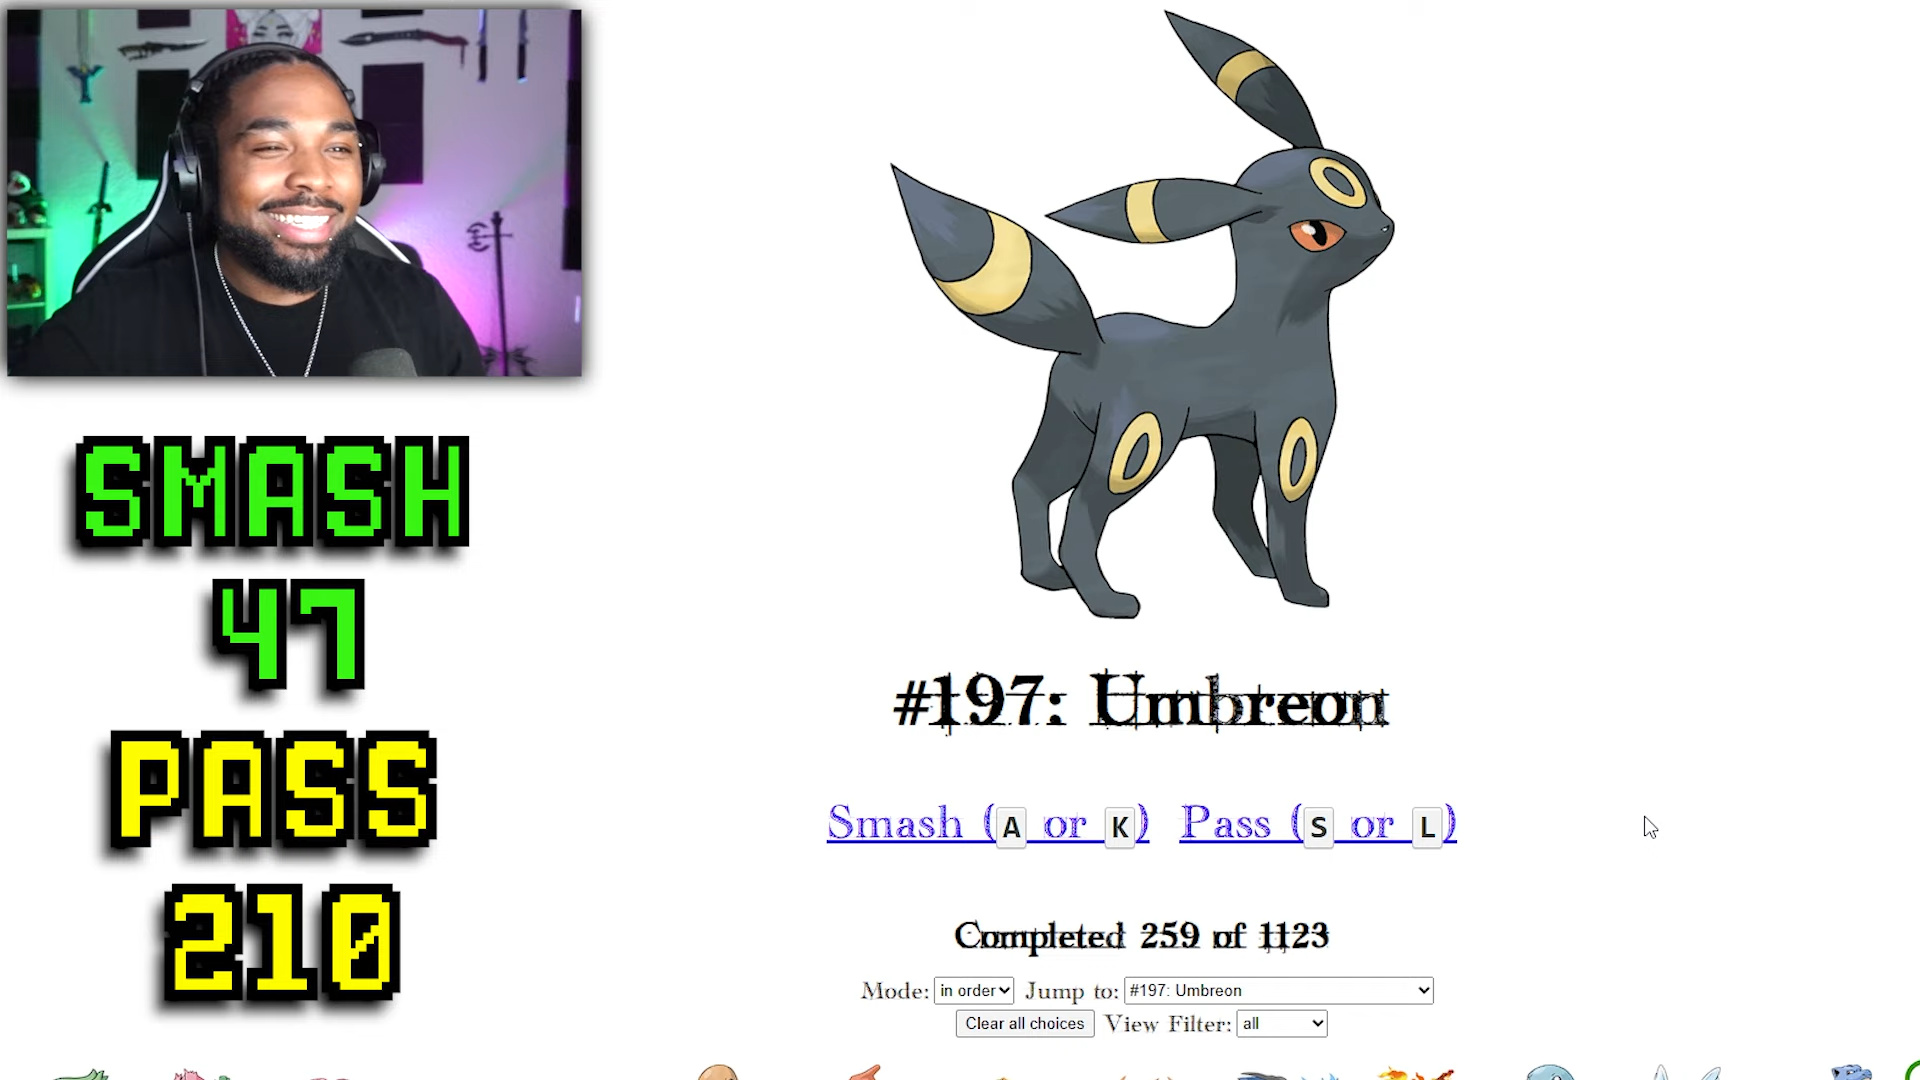 SMASH
47
PASS
210
#197: Umbreon
Smash (A or K) Pass (S or L)
Completed 259 of 1123
Mode: in order Jump to: #197: Umbreon
Clear all choices View Filter: all